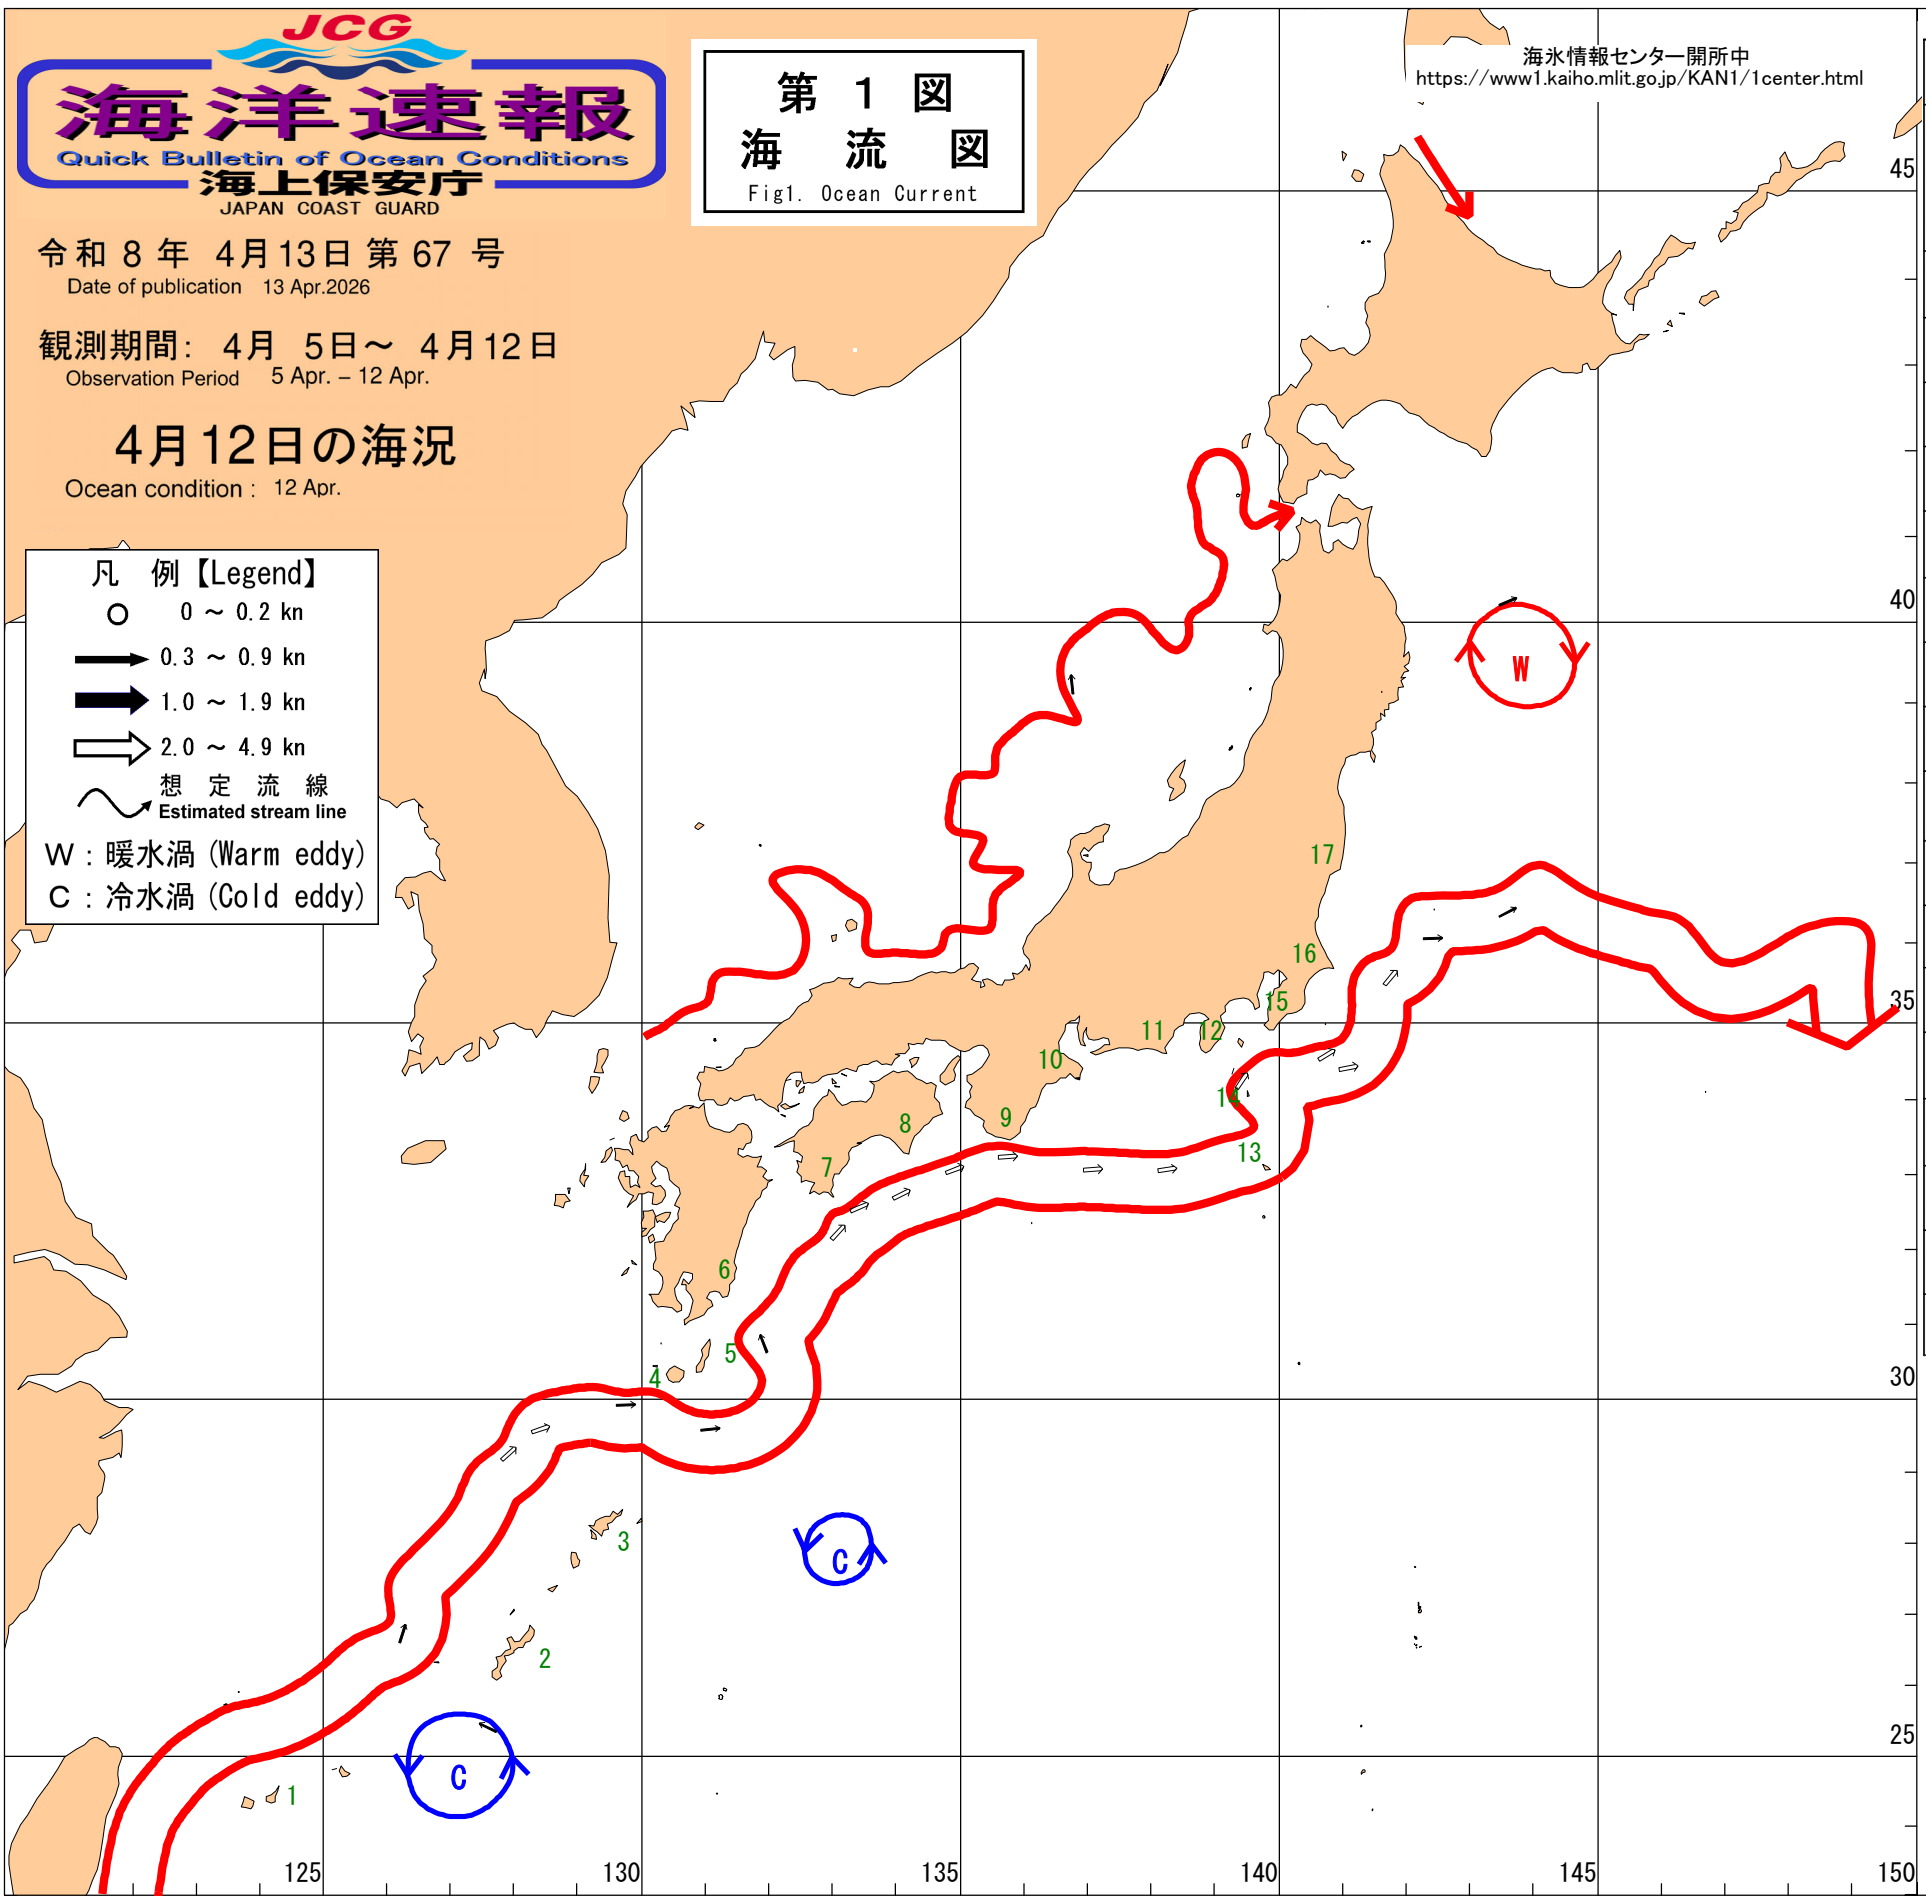 JCG
海洋速報
Quick Bulletin of Ocean Conditions
海上保安庁
JAPAN COAST GUARD
令和 8 年 4月13日 第 67 号
Date of publication 13 Apr.2026
観測期間: 4月 5日～ 4月12日
Observation Period 5 Apr. – 12 Apr.
4月12日の海況
Ocean condition : 12 Apr.
第 1 図
海 流 図
Fig1. Ocean Current
海氷情報センター開所中
https://www1.kaiho.mlit.go.jp/KAN1/1center.html
凡 例【Legend】
0 ～ 0.2 kn
0.3 ～ 0.9 kn
1.0 ～ 1.9 kn
2.0 ～ 4.9 kn
想 定 流 線
Estimated stream line
W : 暖水渦 (Warm eddy)
C : 冷水渦 (Cold eddy)
45
40
W
17
16
35
15
11
12
10
14
9
8
13
7
6
5
4
30
3
C
2
25
C
1
125
130
135
140
145
150